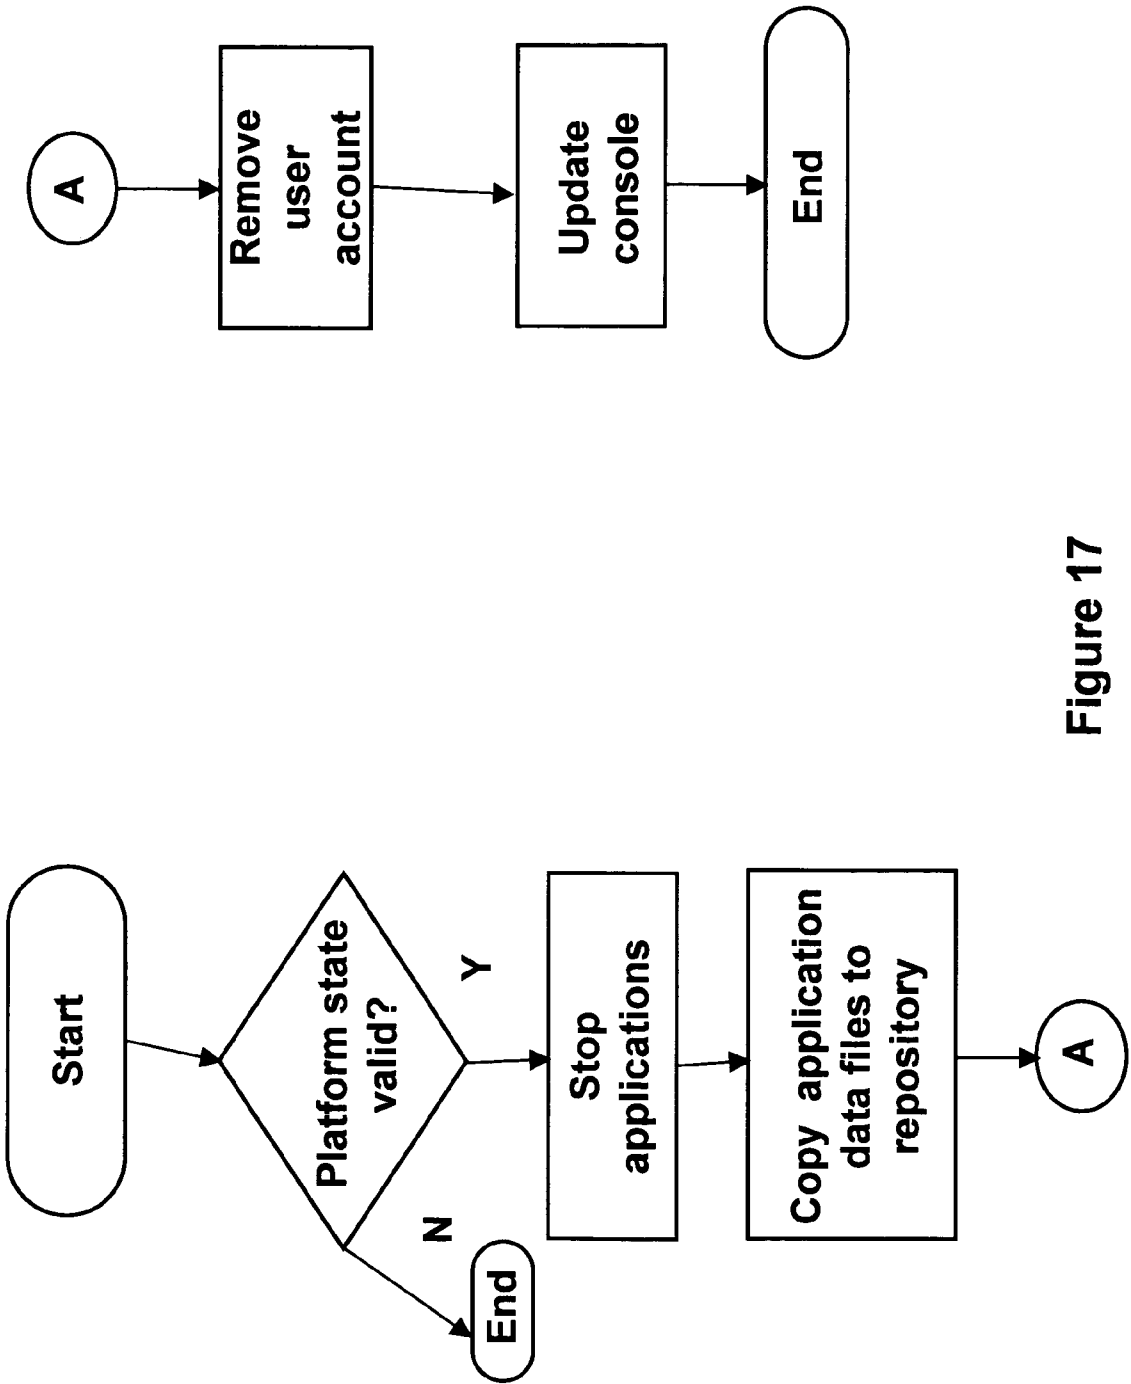 Start
Platform state
valid?
N
Y
End
Stop
applications
Copy application
data files to
repository
A
A
Remove
user
account
Update
console
End
Figure 17